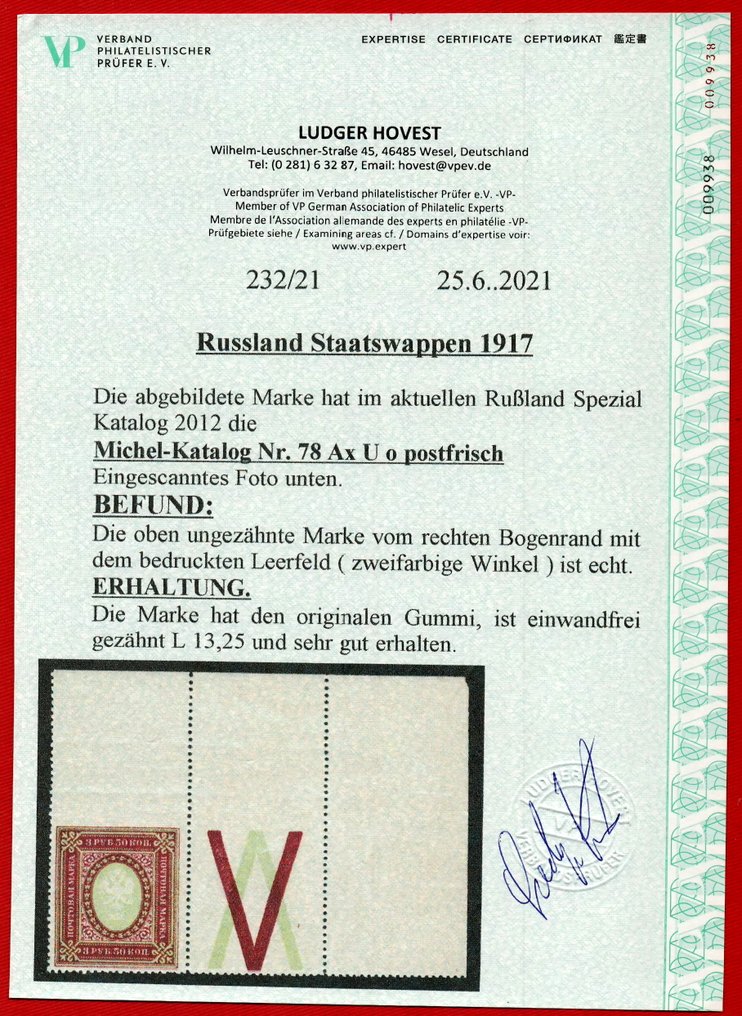 VP VERBAND
PHILATELISTISCHER
PRÜFER E. V.
EXPERTISE CERTIFICATE СЕРТИФИКАТ 鑑定書
009938
009938
LUDGER HOVEST
Wilhelm-Leuschner-Straße 45, 46485 Wesel, Deutschland
Tel: (0 281) 6 32 87, Email: hovest@vpev.de
Verbandsprüfer im Verband philatelistischer Prüfer e.V. -VP-
Member of VP German Association of Philatelic Experts
Membre de l'Association allemande des experts en philatélie -VP-
Prüfgebiete siehe / Examining areas cf. / Domains d'expertise voir:
www.vp.expert
232/21 25.6..2021
Russland Staatswappen 1917
Die abgebildete Marke hat im aktuellen Rußland Spezial
Katalog 2012 die
Michel-Katalog Nr. 78 Ax U o postfrisch
Eingescanntes Foto unten.
BEFUND:
Die oben ungezähnte Marke vom rechten Bogenrand mit
dem bedruckten Leerfeld ( zweifarbige Winkel ) ist echt.
ERHALTUNG.
Die Marke hat den originalen Gummi, ist einwandfrei
gezähnt L 13,25 und sehr gut erhalten.
3 РУБ. 50 КОП.
ПОЧТОВАЯ МАРКА
ПОЧТОВАЯ МАРКА
3 РУБ. 50 КОП.
LUDGER HOVEST
VERBANDSPRÜFER